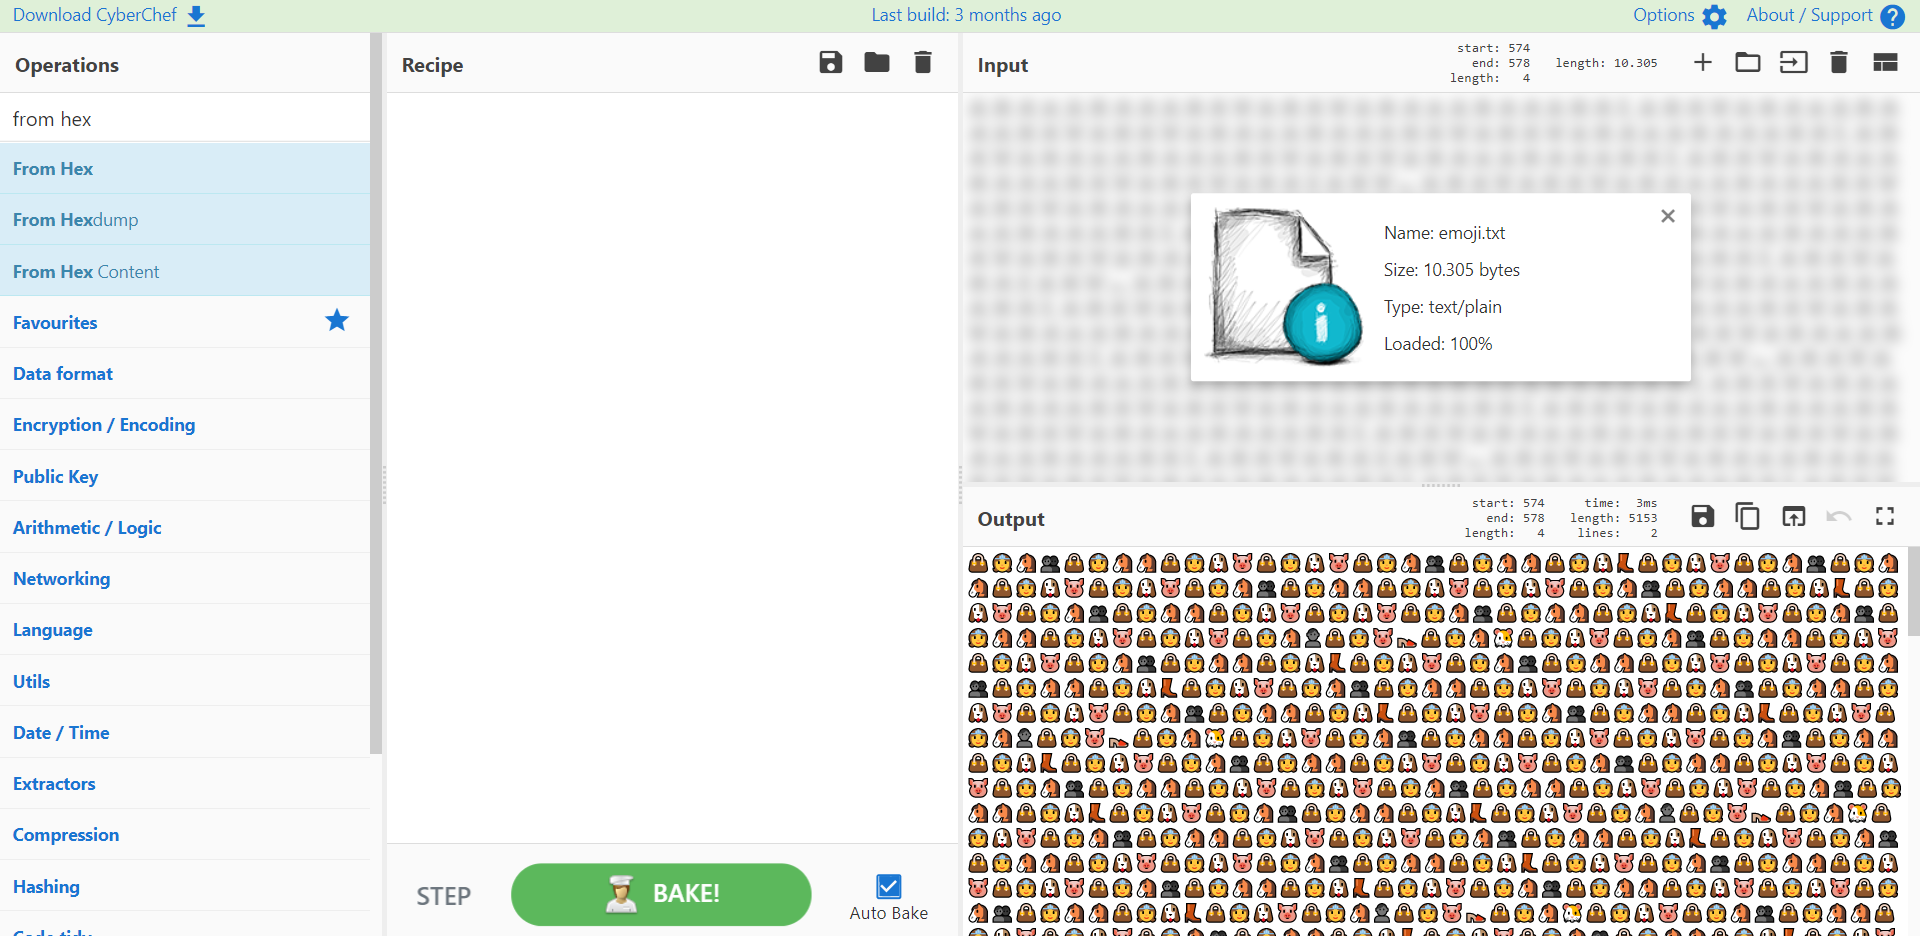 Download CyberChef
Last build: 3 months ago
Options
About / Support
Operations
from hex
From Hex
From Hexdump
From Hex Content
Favourites
Data format
Encryption / Encoding
Public Key
Arithmetic / Logic
Networking
Language
Utils
Date / Time
Extractors
Compression
Hashing
Code tidy
Recipe
STEP
BAKE!
Auto Bake
Input
start: 574
end: 578
length: 4
length: 10.305
Name: emoji.txt
Size: 10.305 bytes
Type: text/plain
Loaded: 100%
Output
start: 574
end: 578
length: 4
time: 3ms
length: 5153
lines: 2